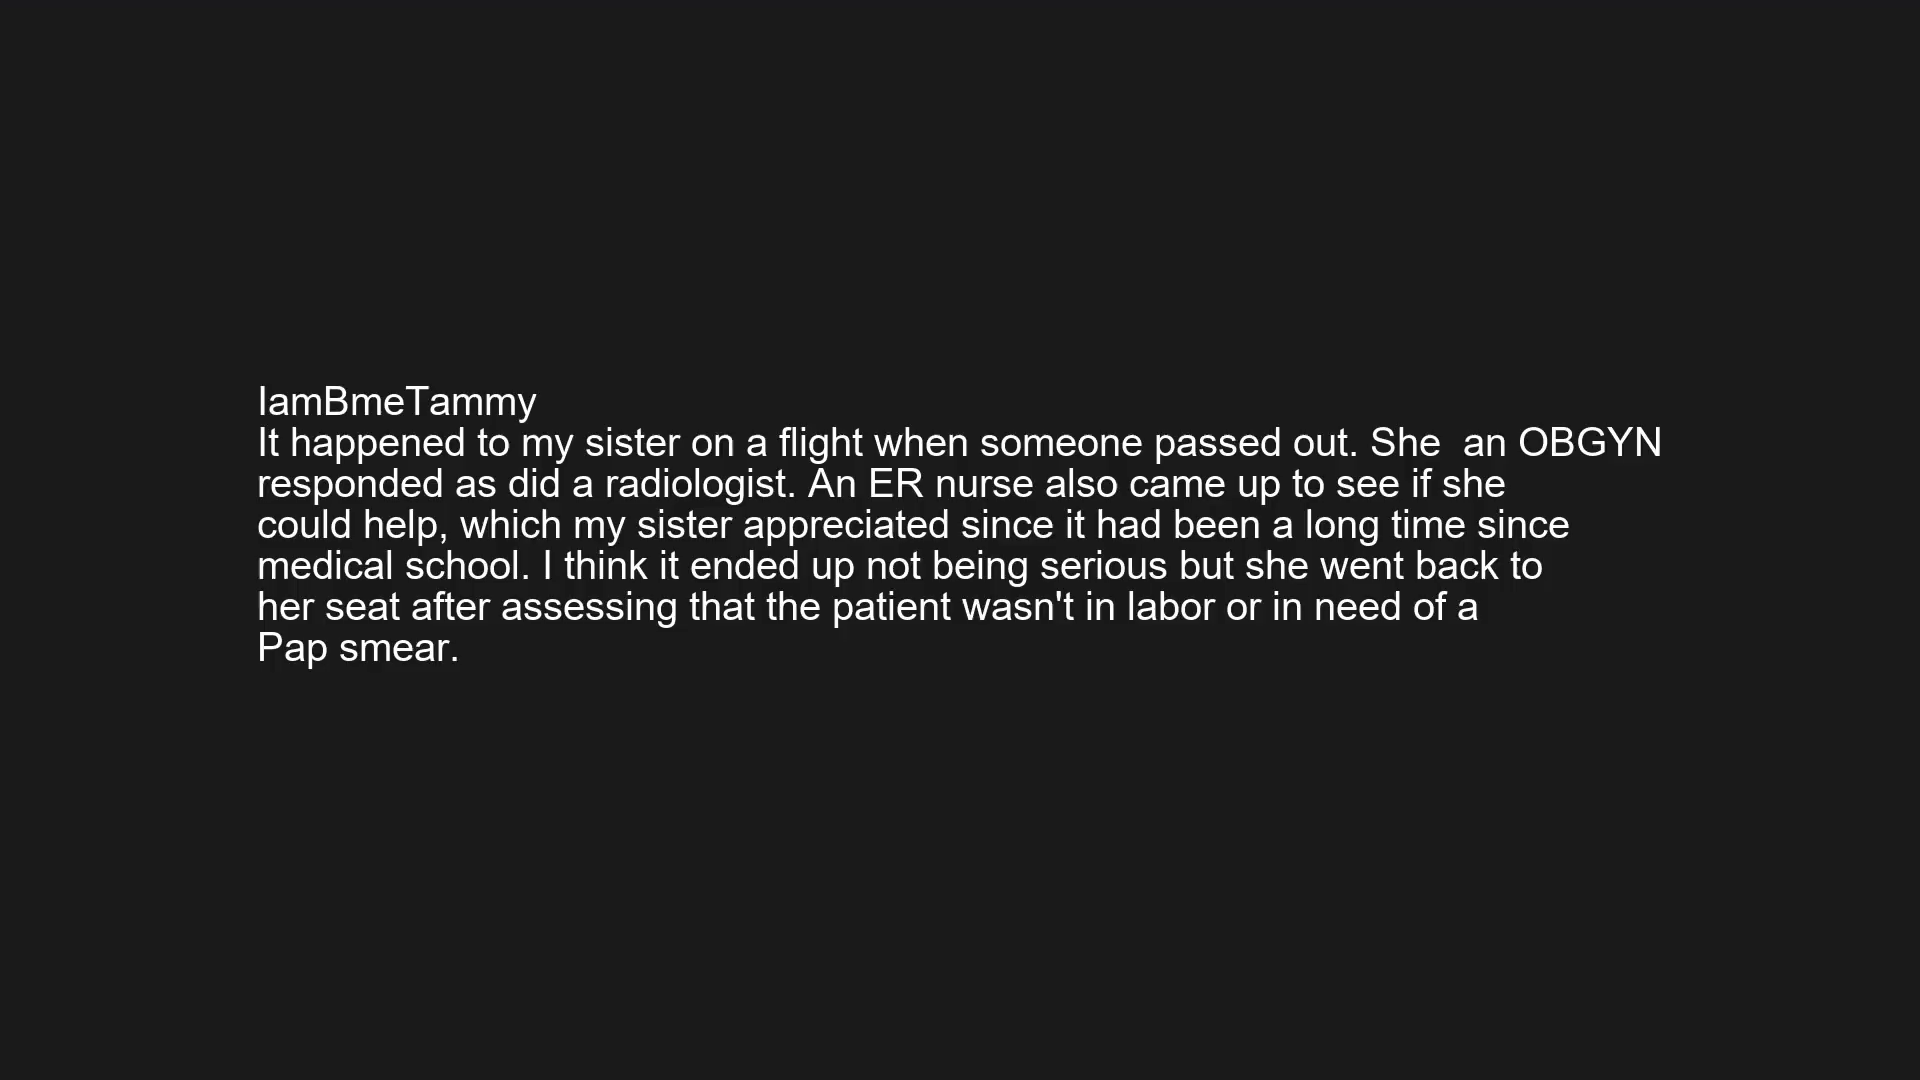 IamBmeTammy
It happened to my sister on a flight when someone passed out. She  an OBGYN
responded as did a radiologist. An ER nurse also came up to see if she
could help, which my sister appreciated since it had been a long time since
medical school. I think it ended up not being serious but she went back to
her seat after assessing that the patient wasn't in labor or in need of a
Pap smear.